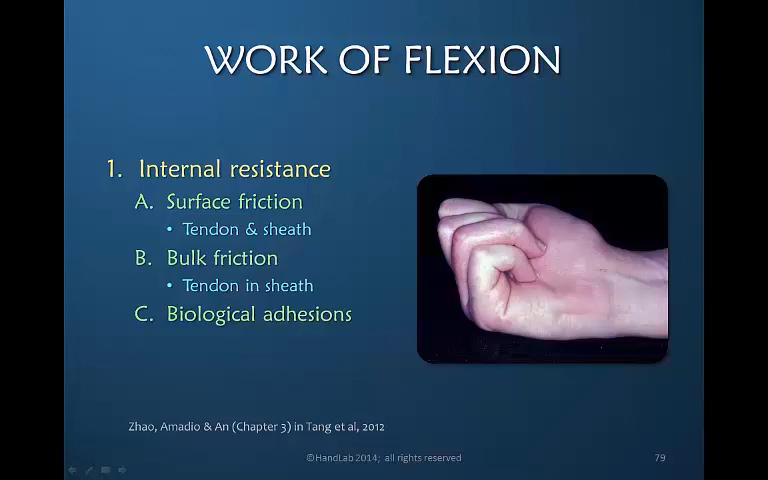 WORK OF FLEXION
1. Internal resistance
A. Surface friction
• Tendon & sheath
B. Bulk friction
• Tendon in sheath
C. Biological adhesions
Zhao, Amadio & An (Chapter 3) in Tang et al, 2012
©HandLab 2014; all rights reserved
79